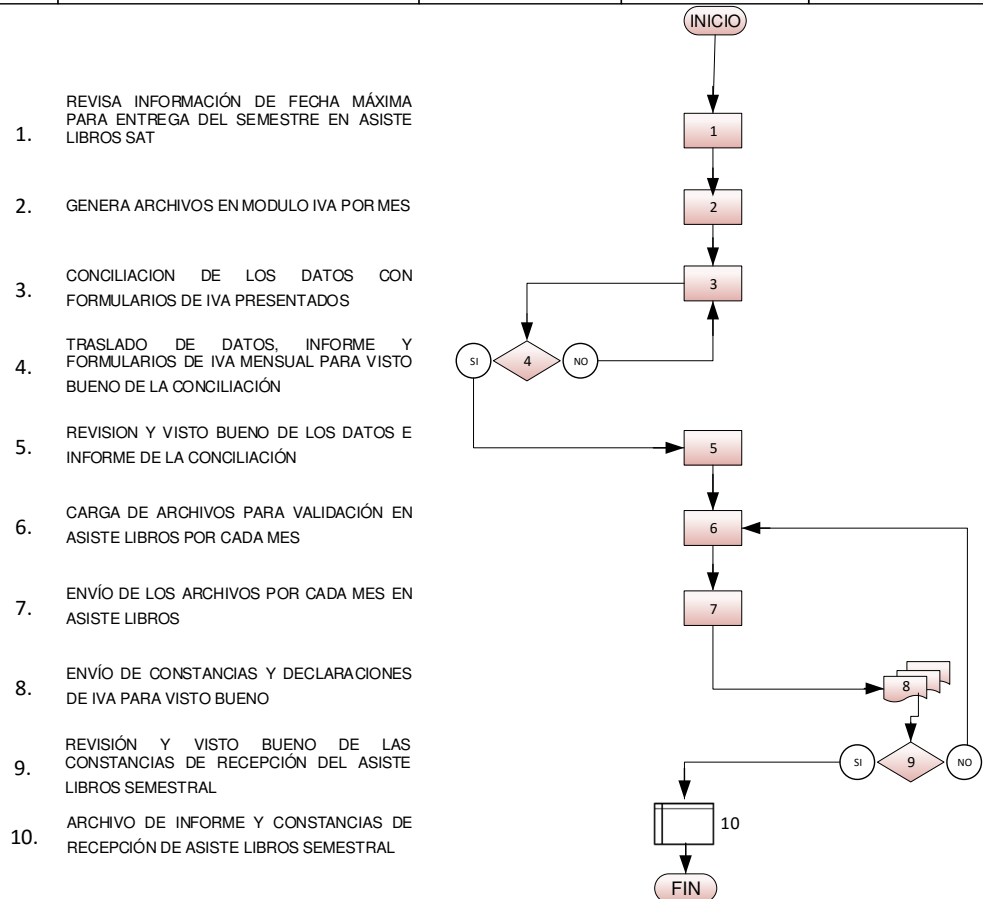 INICIO
1.
REVISA INFORMACIÓN DE FECHA MÁXIMA
PARA ENTREGA DEL SEMESTRE EN ASISTE
LIBROS SAT
1
2.
GENERA ARCHIVOS EN MODULO IVA POR MES
2
3.
CONCILIACION DE LOS DATOS CON
FORMULARIOS DE IVA PRESENTADOS
3
4.
TRASLADO DE DATOS, INFORME Y
FORMULARIOS DE IVA MENSUAL PARA VISTO
BUENO DE LA CONCILIACIÓN
SI
4
NO
5.
REVISION Y VISTO BUENO DE LOS DATOS E
INFORME DE LA CONCILIACIÓN
5
6.
CARGA DE ARCHIVOS PARA VALIDACIÓN EN
ASISTE LIBROS POR CADA MES
6
7.
ENVÍO DE LOS ARCHIVOS POR CADA MES EN
ASISTE LIBROS
7
8.
ENVÍO DE CONSTANCIAS Y DECLARACIONES
DE IVA PARA VISTO BUENO
8
9.
REVISIÓN Y VISTO BUENO DE LAS
CONSTANCIAS DE RECEPCIÓN DEL ASISTE
LIBROS SEMESTRAL
SI
9
NO
10.
ARCHIVO DE INFORME Y CONSTANCIAS DE
RECEPCIÓN DE ASISTE LIBROS SEMESTRAL
10
FIN